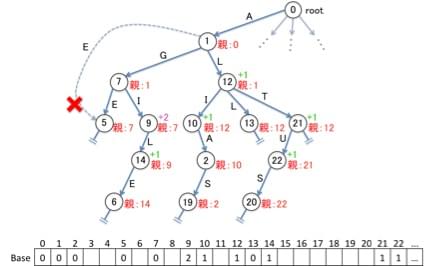 A 0 root
E 1 親:0
G L
7 親:1 12 +1 親:1
E I I L T
5 親:7 9 +2 親:7 10 +1 親:12 13 親:12 21 +1 親:12
L A U
14 +1 親:9 2 親:10 22 +1 親:21
E S S
6 親:14 19 親:2 20 親:22
0 1 2 3 4 5 6 7 8 9 10 11 12 13 14 15 16 17 18 19 20 21 22 ...
Base 0 0 0 0 0 2 1 1 0 1 1 1 ...